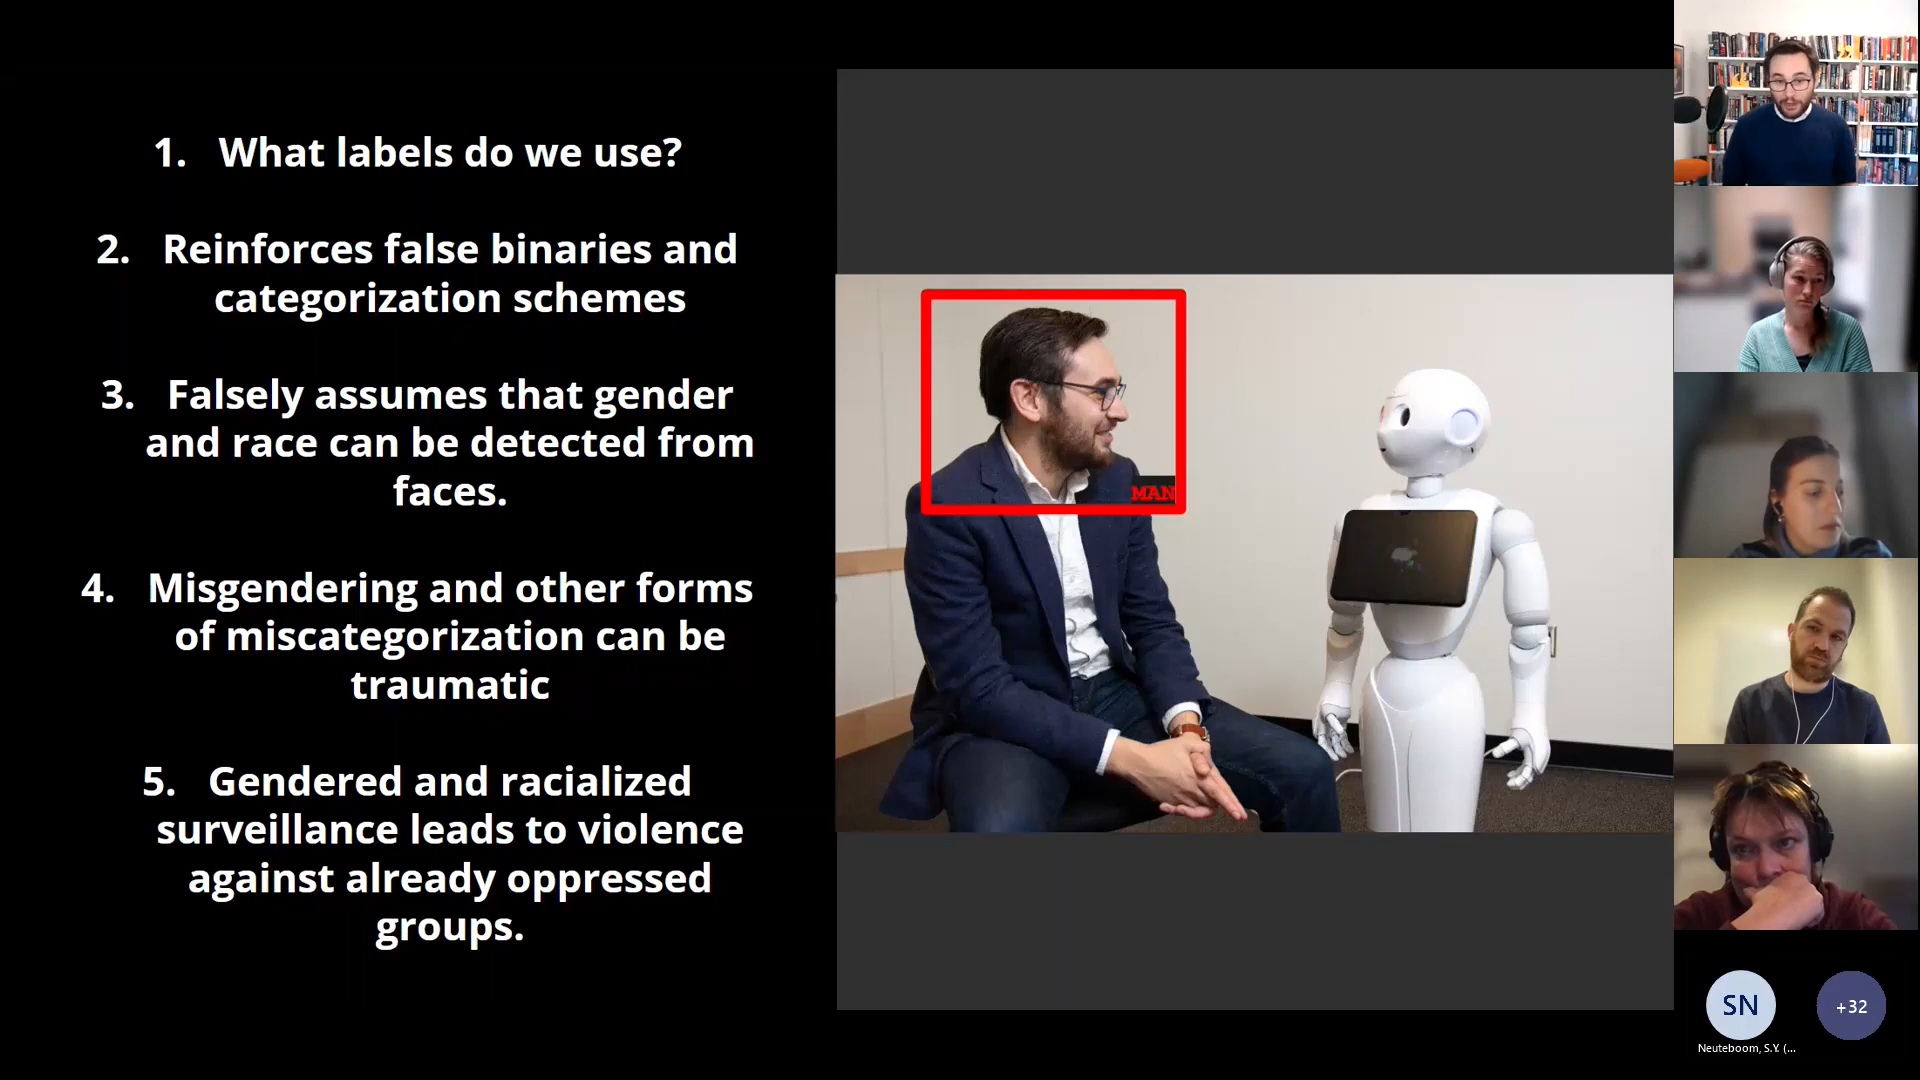 1. What labels do we use?
2. Reinforces false binaries and
categorization schemes
3. Falsely assumes that gender
and race can be detected from
faces.
4. Misgendering and other forms
of miscategorization can be
traumatic
5. Gendered and racialized
surveillance leads to violence
against already oppressed
groups.
MAN
SN
+32
Neuteboom, S.Y. (...